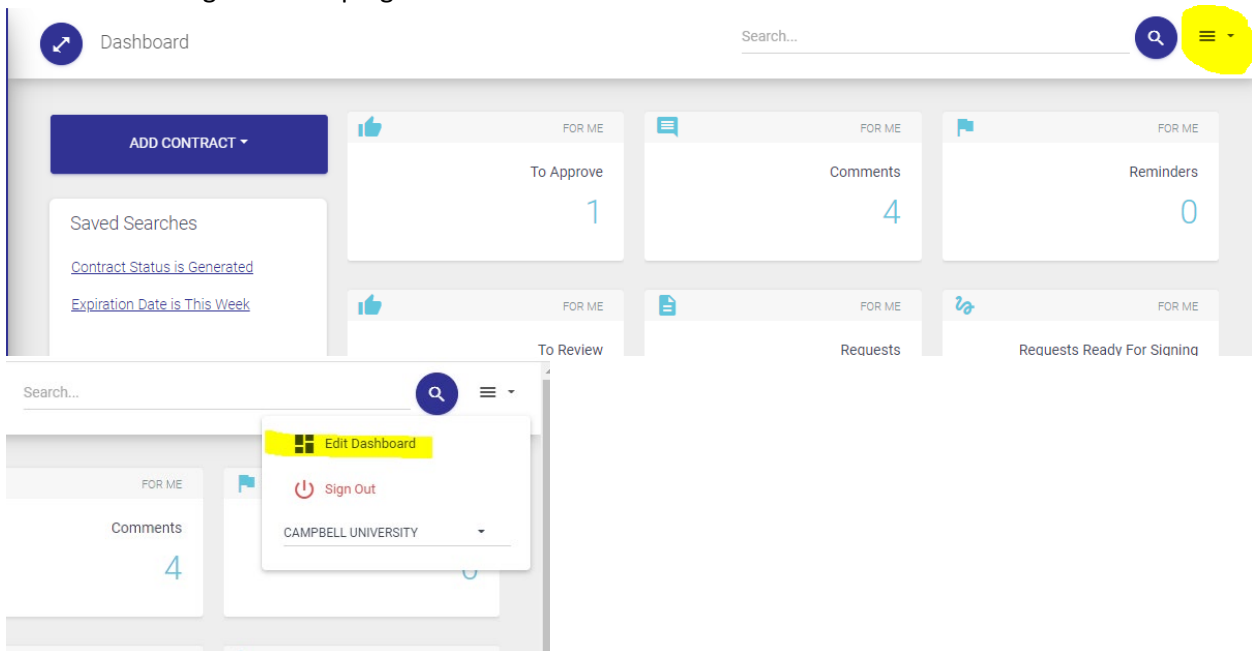 Dashboard
Search...
ADD CONTRACT
FOR ME
FOR ME
FOR ME
To Approve
Comments
Reminders
1
4
0
Saved Searches
Contract Status is Generated
Expiration Date is This Week
FOR ME
FOR ME
FOR ME
To Review
Requests
Requests Ready For Signing
Search...
Edit Dashboard
FOR ME
Sign Out
Comments
CAMPBELL UNIVERSITY
4